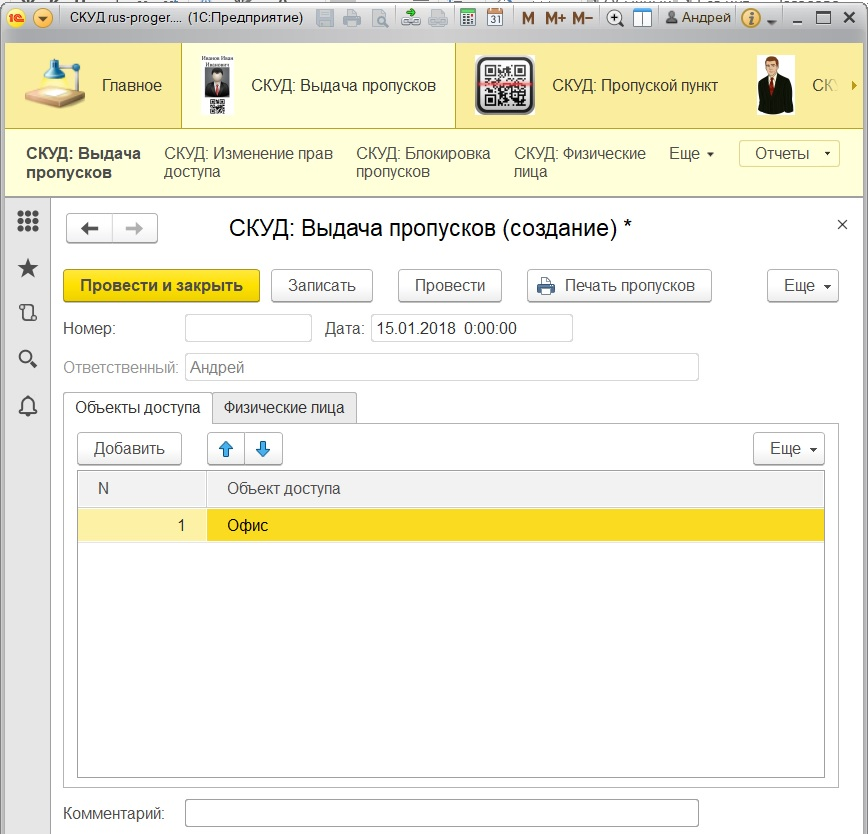 СКУД rus-proger.... (1С:Предприятие)
31
M M+ M-
Андрей
Главное
Иванов Иван
Иванович
СКУД: Выдача пропусков
СКУД: Пропуской пункт
СКУ
СКУД: Выдача
пропусков
СКУД: Изменение прав
доступа
СКУД: Блокировка
пропусков
СКУД: Физические
лица
Еще
Отчеты
СКУД: Выдача пропусков (создание) *
Провести и закрыть
Записать
Провести
Печать пропусков
Еще
Номер:
Дата: 15.01.2018 0:00:00
Ответственный: Андрей
Объекты доступа
Физические лица
Добавить
Еще
N Объект доступа
1 Офис
Комментарий: